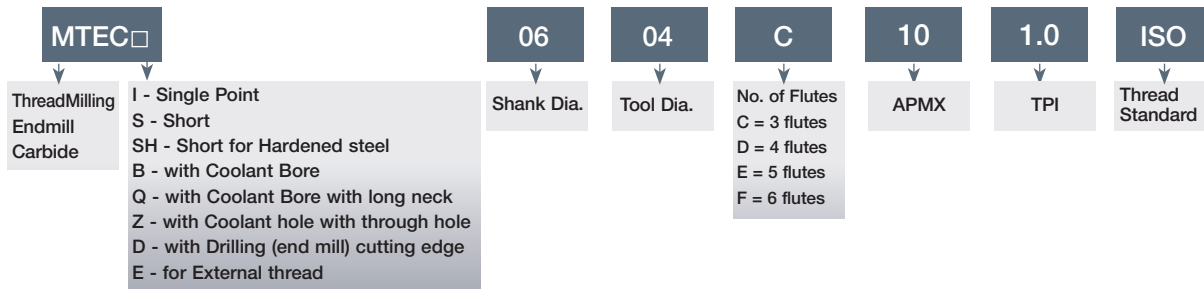 MTEC□ 06 04 C 10 1.0 ISO
ThreadMilling
Endmill
Carbide
I - Single Point
S - Short
SH - Short for Hardened steel
B - with Coolant Bore
Q - with Coolant Bore with long neck
Z - with Coolant hole with through hole
D - with Drilling (end mill) cutting edge
E - for External thread
Shank Dia.
Tool Dia.
No. of Flutes
C = 3 flutes
D = 4 flutes
E = 5 flutes
F = 6 flutes
APMX
TPI
Thread
Standard